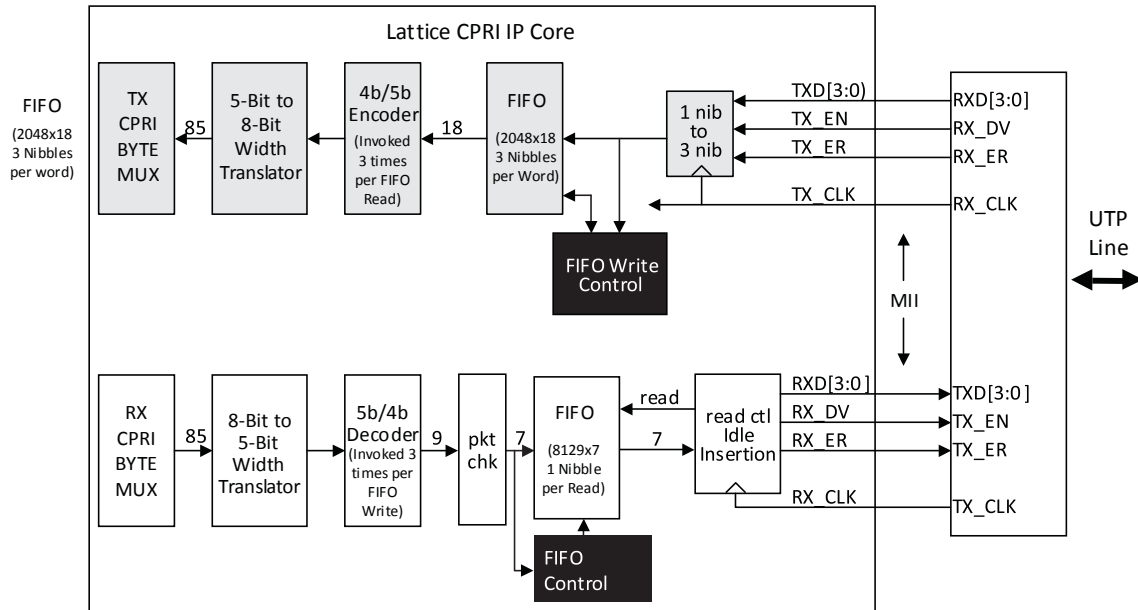 Lattice CPRI IP Core
FIFO
(2048x18
3 Nibbles
per word)
TX
CPRI
BYTE
MUX
85
5-Bit to
8-Bit
Width
Translator
4b/5b
Encoder
(Invoked
3 times
per FIFO
Read)
18
FIFO
(2048x18
3 Nibbles
per Word)
FIFO Write
Control
1 nib
to
3 nib
TXD[3:0)
TX_EN
TX_ER
TX_CLK
RXD[3:0]
RX_DV
RX_ER
RX_CLK
MII
UTP
Line
RX
CPRI
BYTE
MUX
85
8-Bit to
5-Bit
Width
Translator
5b/4b
Decoder
(Invoked 3
times per
FIFO
Write)
9
pkt
chk
7
FIFO
(8129x7
1 Nibble
per Read)
FIFO
Control
read
7
read ctl
Idle
Insertion
RXD[3:0]
RX_DV
RX_ER
RX_CLK
TXD[3:0]
TX_EN
TX_ER
TX_CLK